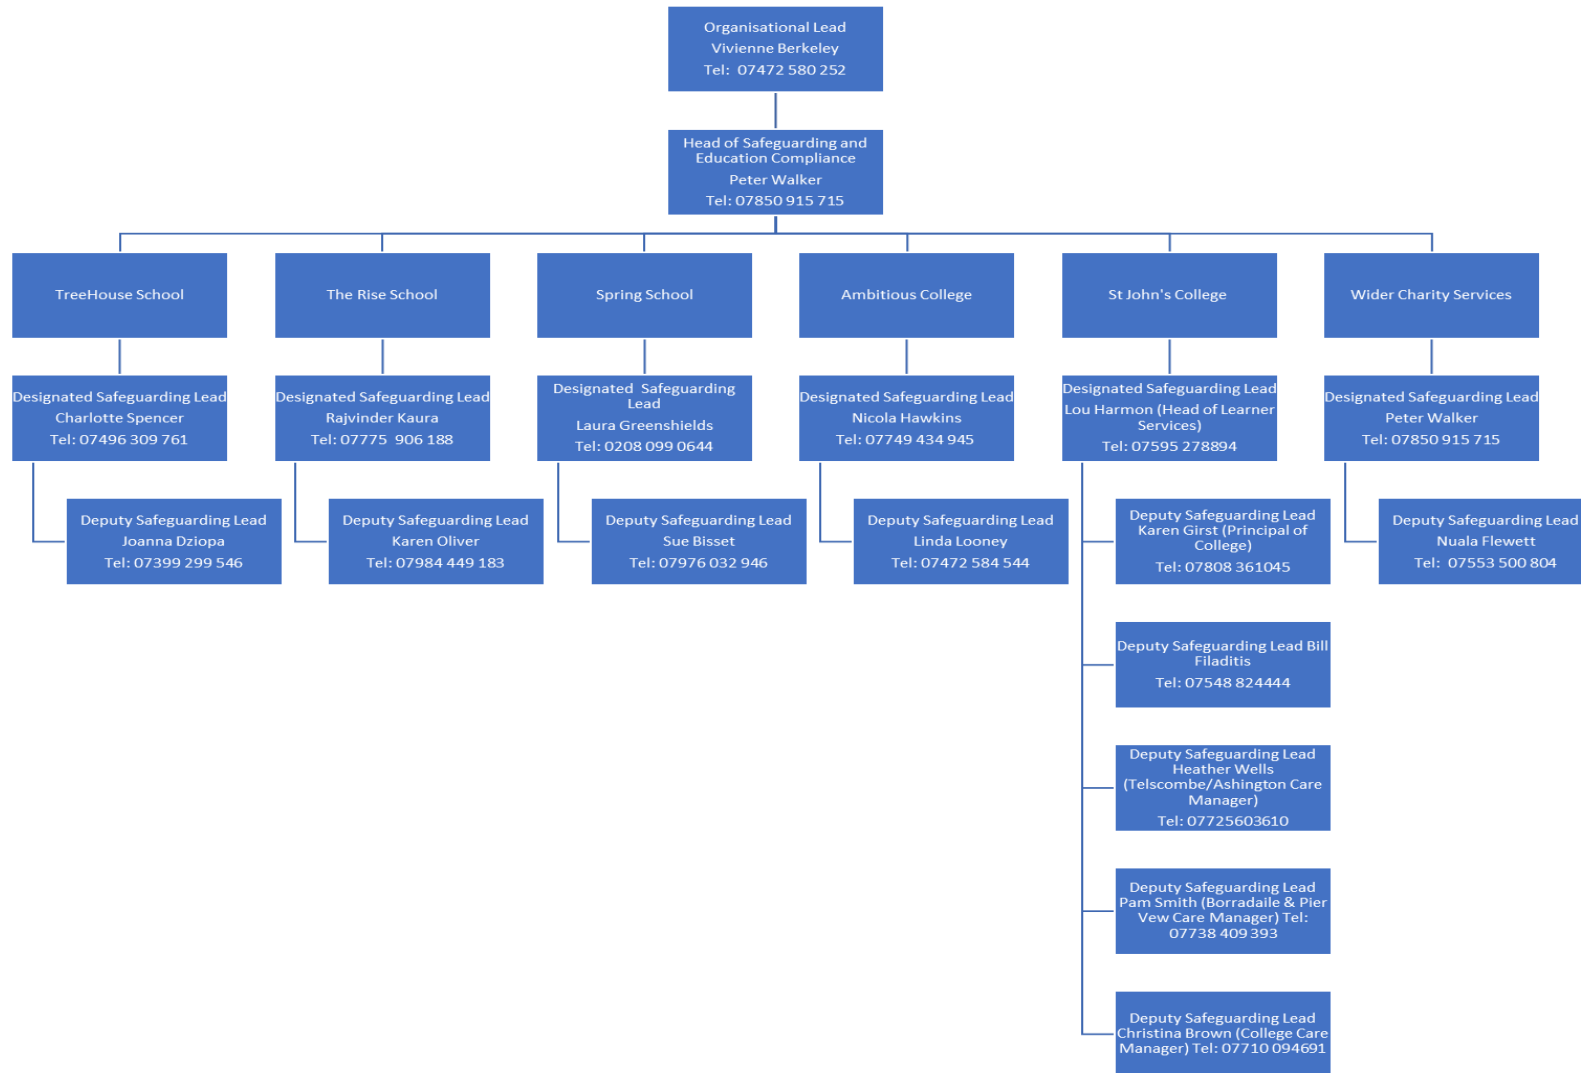 Organisational Lead
Vivienne Berkeley
Tel:  07472 580 252
Head of Safeguarding and
Education Compliance
Peter Walker
Tel: 07850 915 715
TreeHouse School
The Rise School
Spring School
Ambitious College
St John's College
Wider Charity Services
Designated Safeguarding Lead
Charlotte Spencer
Tel: 07496 309 761
Designated Safeguarding Lead
Rajvinder Kaura
Tel: 07775  906 188
Designated  Safeguarding
Lead
Laura Greenshields
Tel: 0208 099 0644
Designated Safeguarding Lead
Nicola Hawkins
Tel: 07749 434 945
Designated Safeguarding Lead
Lou Harmon (Head of Learner
Services)
Tel: 07595 278894
Designated Safeguarding Lead
Peter Walker
Tel: 07850 915 715
Deputy Safeguarding Lead
Joanna Dziopa
Tel: 07399 299 546
Deputy Safeguarding Lead
Karen Oliver
Tel: 07984 449 183
Deputy Safeguarding Lead
Sue Bisset
Tel: 07976 032 946
Deputy Safeguarding Lead
Linda Looney
Tel: 07472 584 544
Deputy Safeguarding Lead
Karen Girst (Principal of
College)
Tel: 07808 361045
Deputy Safeguarding Lead
Nuala Flewett
Tel:  07553 500 804
Deputy Safeguarding Lead Bill
Filaditis
Tel: 07548 824444
Deputy Safeguarding Lead
Heather Wells
(Telscombe/Ashington Care
Manager)
Tel: 07725603610
Deputy Safeguarding Lead
Pam Smith (Borradaile & Pier
Vew Care Manager) Tel:
07738 409 393
Deputy Safeguarding Lead
Christina Brown (College Care
Manager) Tel: 07710 094691